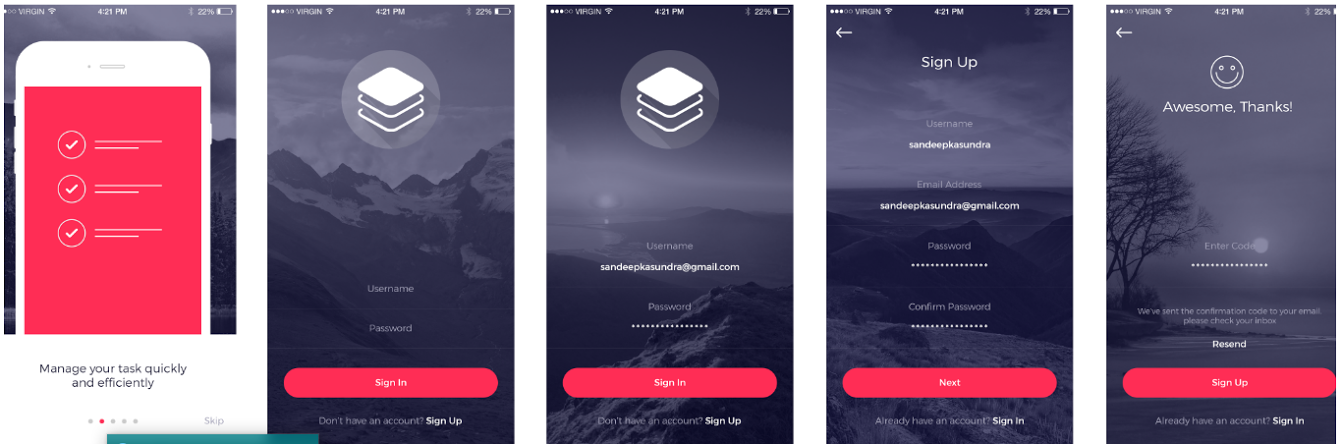 VIRGIN 4:21 PM 22%
Manage your task quickly
and efficiently
Skip
VIRGIN 4:21 PM 22%
Username
Password
Sign In
Don't have an account? Sign Up
VIRGIN 4:21 PM 22%
Username
sandeepkasundra@gmail.com
Password
Sign In
Don't have an account? Sign Up
VIRGIN 4:21 PM 22%
Sign Up
Username
sandeepkasundra
Email Address
sandeepkasundra@gmail.com
Password
Confirm Password
Next
Already have an account? Sign In
VIRGIN 4:21 PM 22%
Awesome, Thanks!
Enter Code
We've sent the confirmation code to your email.
please check your inbox
Resend
Sign Up
Already have an account? Sign In